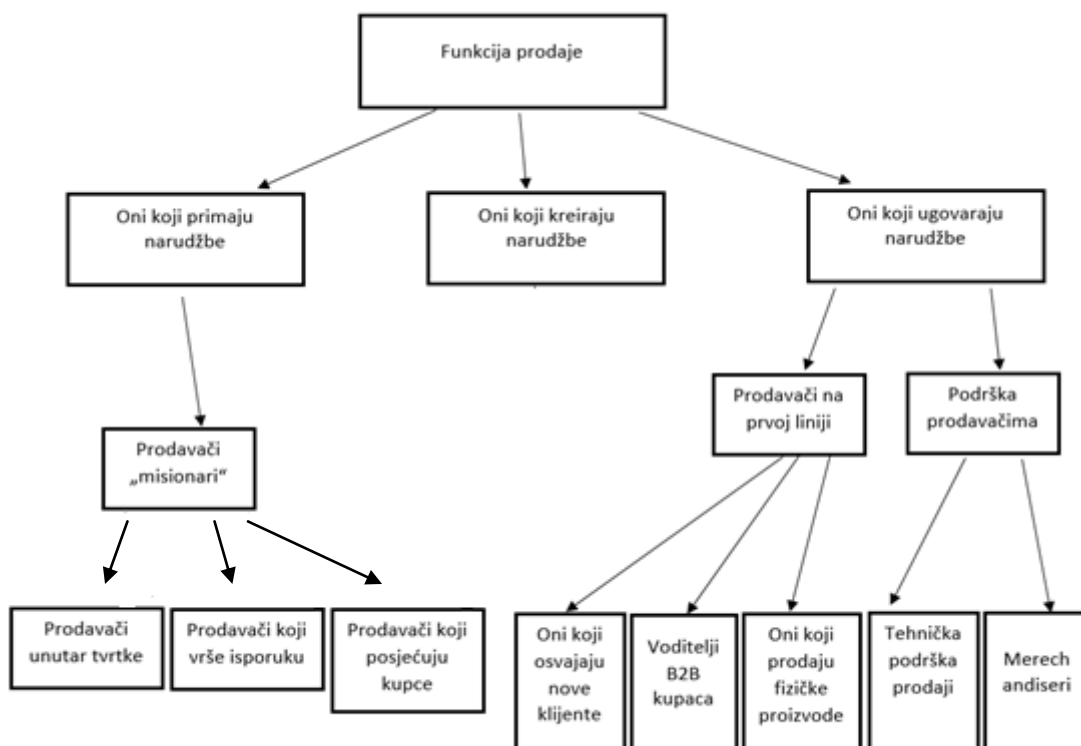 Funkcija prodaje
Oni koji primaju
narudžbe
Oni koji kreiraju
narudžbe
Oni koji ugovaraju
narudžbe
Prodavači na
prvoj liniji
Podrška
prodavačima
Prodavači
„misionari“
Prodavači
unutar tvrtke
Prodavači koji
vrše isporuku
Prodavači koji
posjećuju
kupce
Oni koji
osvajaju
nove
klijente
Voditelji
B2B
kupaca
Oni koji
prodaju
fizičke
proizvode
Tehnička
podrška
prodaji
Merech
andiseri